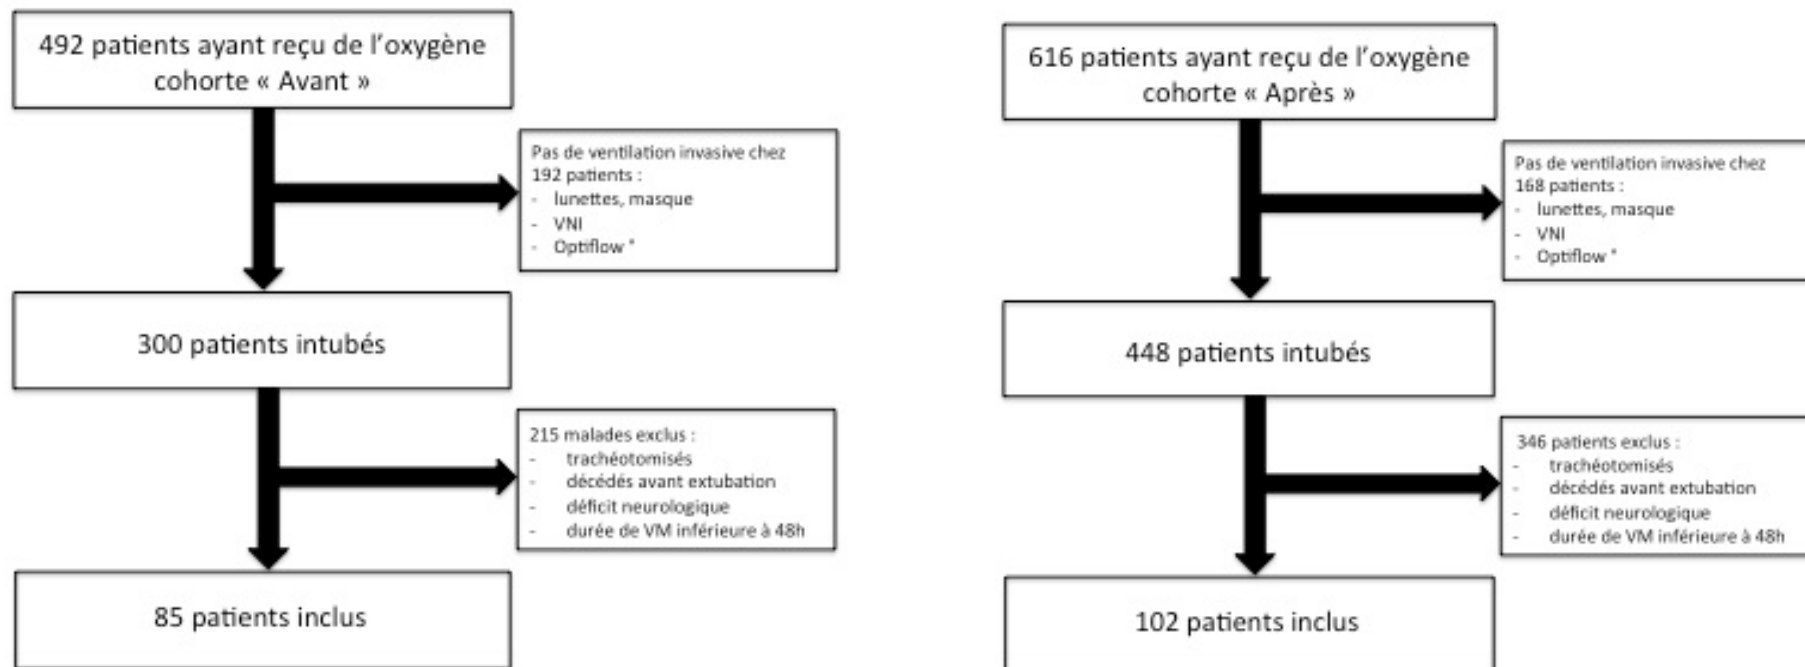 492 patients ayant reçu de l'oxygène
cohorte « Avant »
Pas de ventilation invasive chez
192 patients :
- lunettes, masque
- VNI
- Optiflow °
300 patients intubés
215 malades exclus :
- trachéotomisés
- décédés avant extubation
- déficit neurologique
- durée de VM inférieure à 48h
85 patients inclus
616 patients ayant reçu de l'oxygène
cohorte « Après »
Pas de ventilation invasive chez
168 patients :
- lunettes, masque
- VNI
- Optiflow °
448 patients intubés
346 patients exclus :
- trachéotomisés
- décédés avant extubation
- déficit neurologique
- durée de VM inférieure à 48h
102 patients inclus